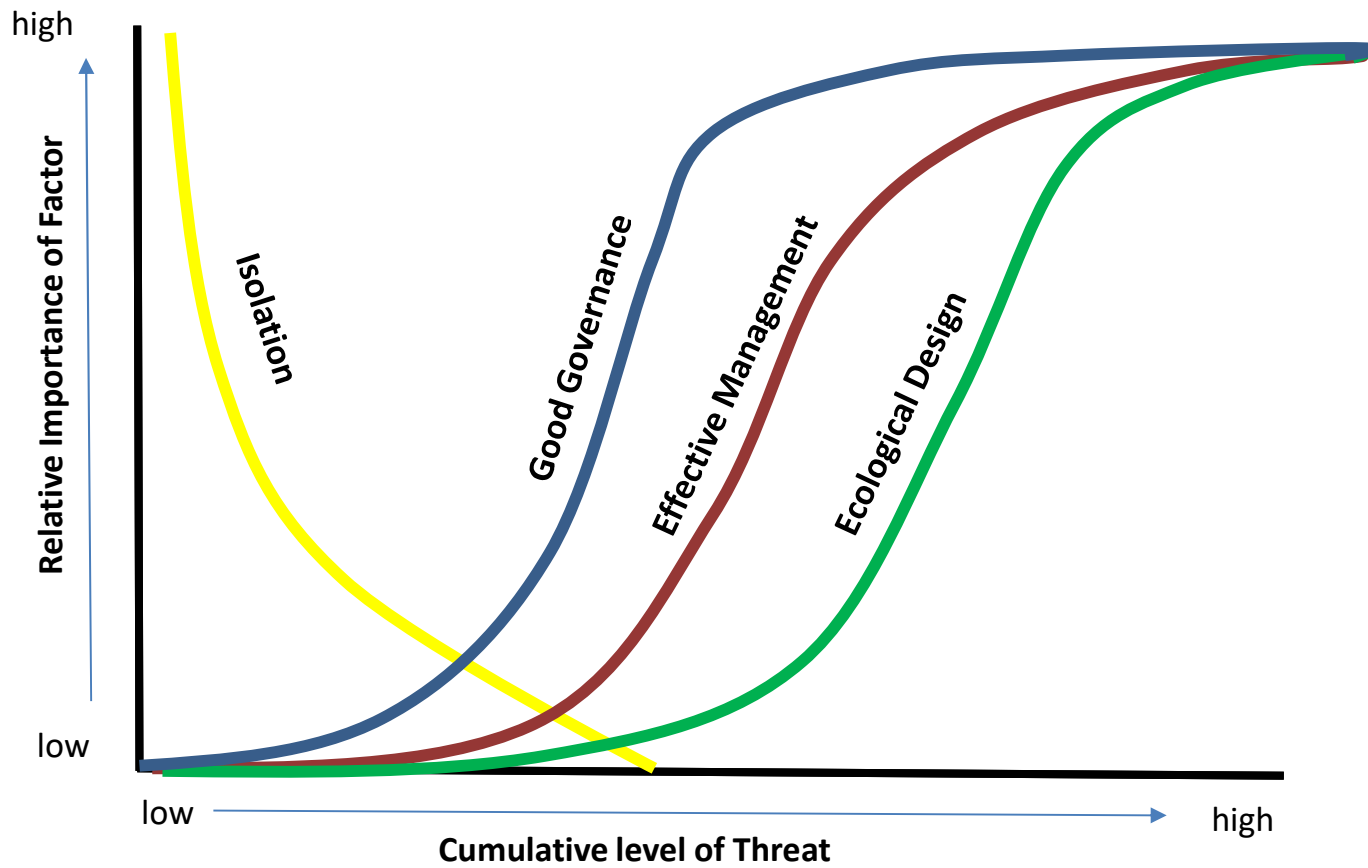 high
Relative Importance of Factor
Isolation
Good Governance
Effective Management
Ecological Design
low
low
high
Cumulative level of Threat